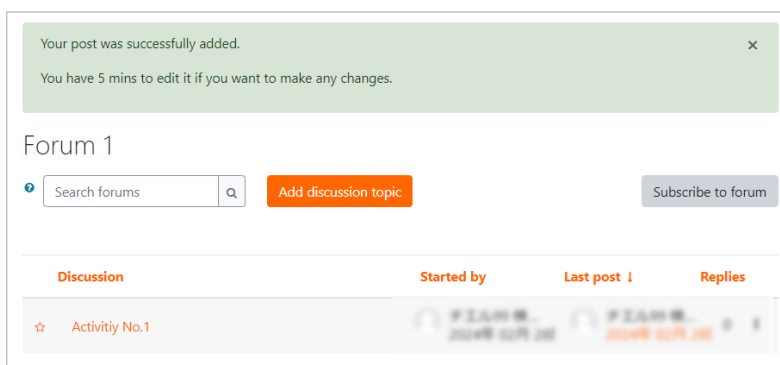 Your post was successfully added.
You have 5 mins to edit it if you want to make any changes.
Forum 1
Search forums
Add discussion topic
Subscribe to forum
Discussion Started by Last post ↓ Replies
Activitiy No.1